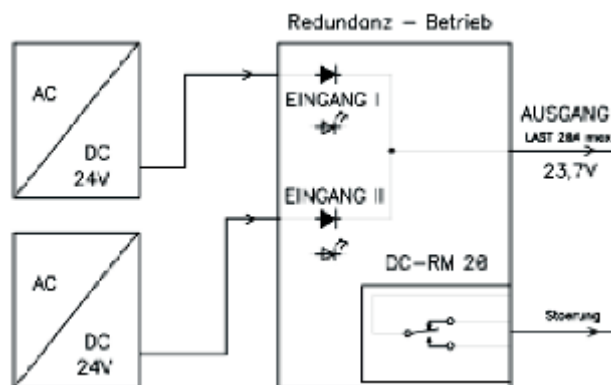 Redundanz - Betrieb
AC
DC
24V
EINGANG I
AUSGANG
LAST 20A max
23,7V
EINGANG II
AC
DC
24V
DC-RM 20
Stoerung